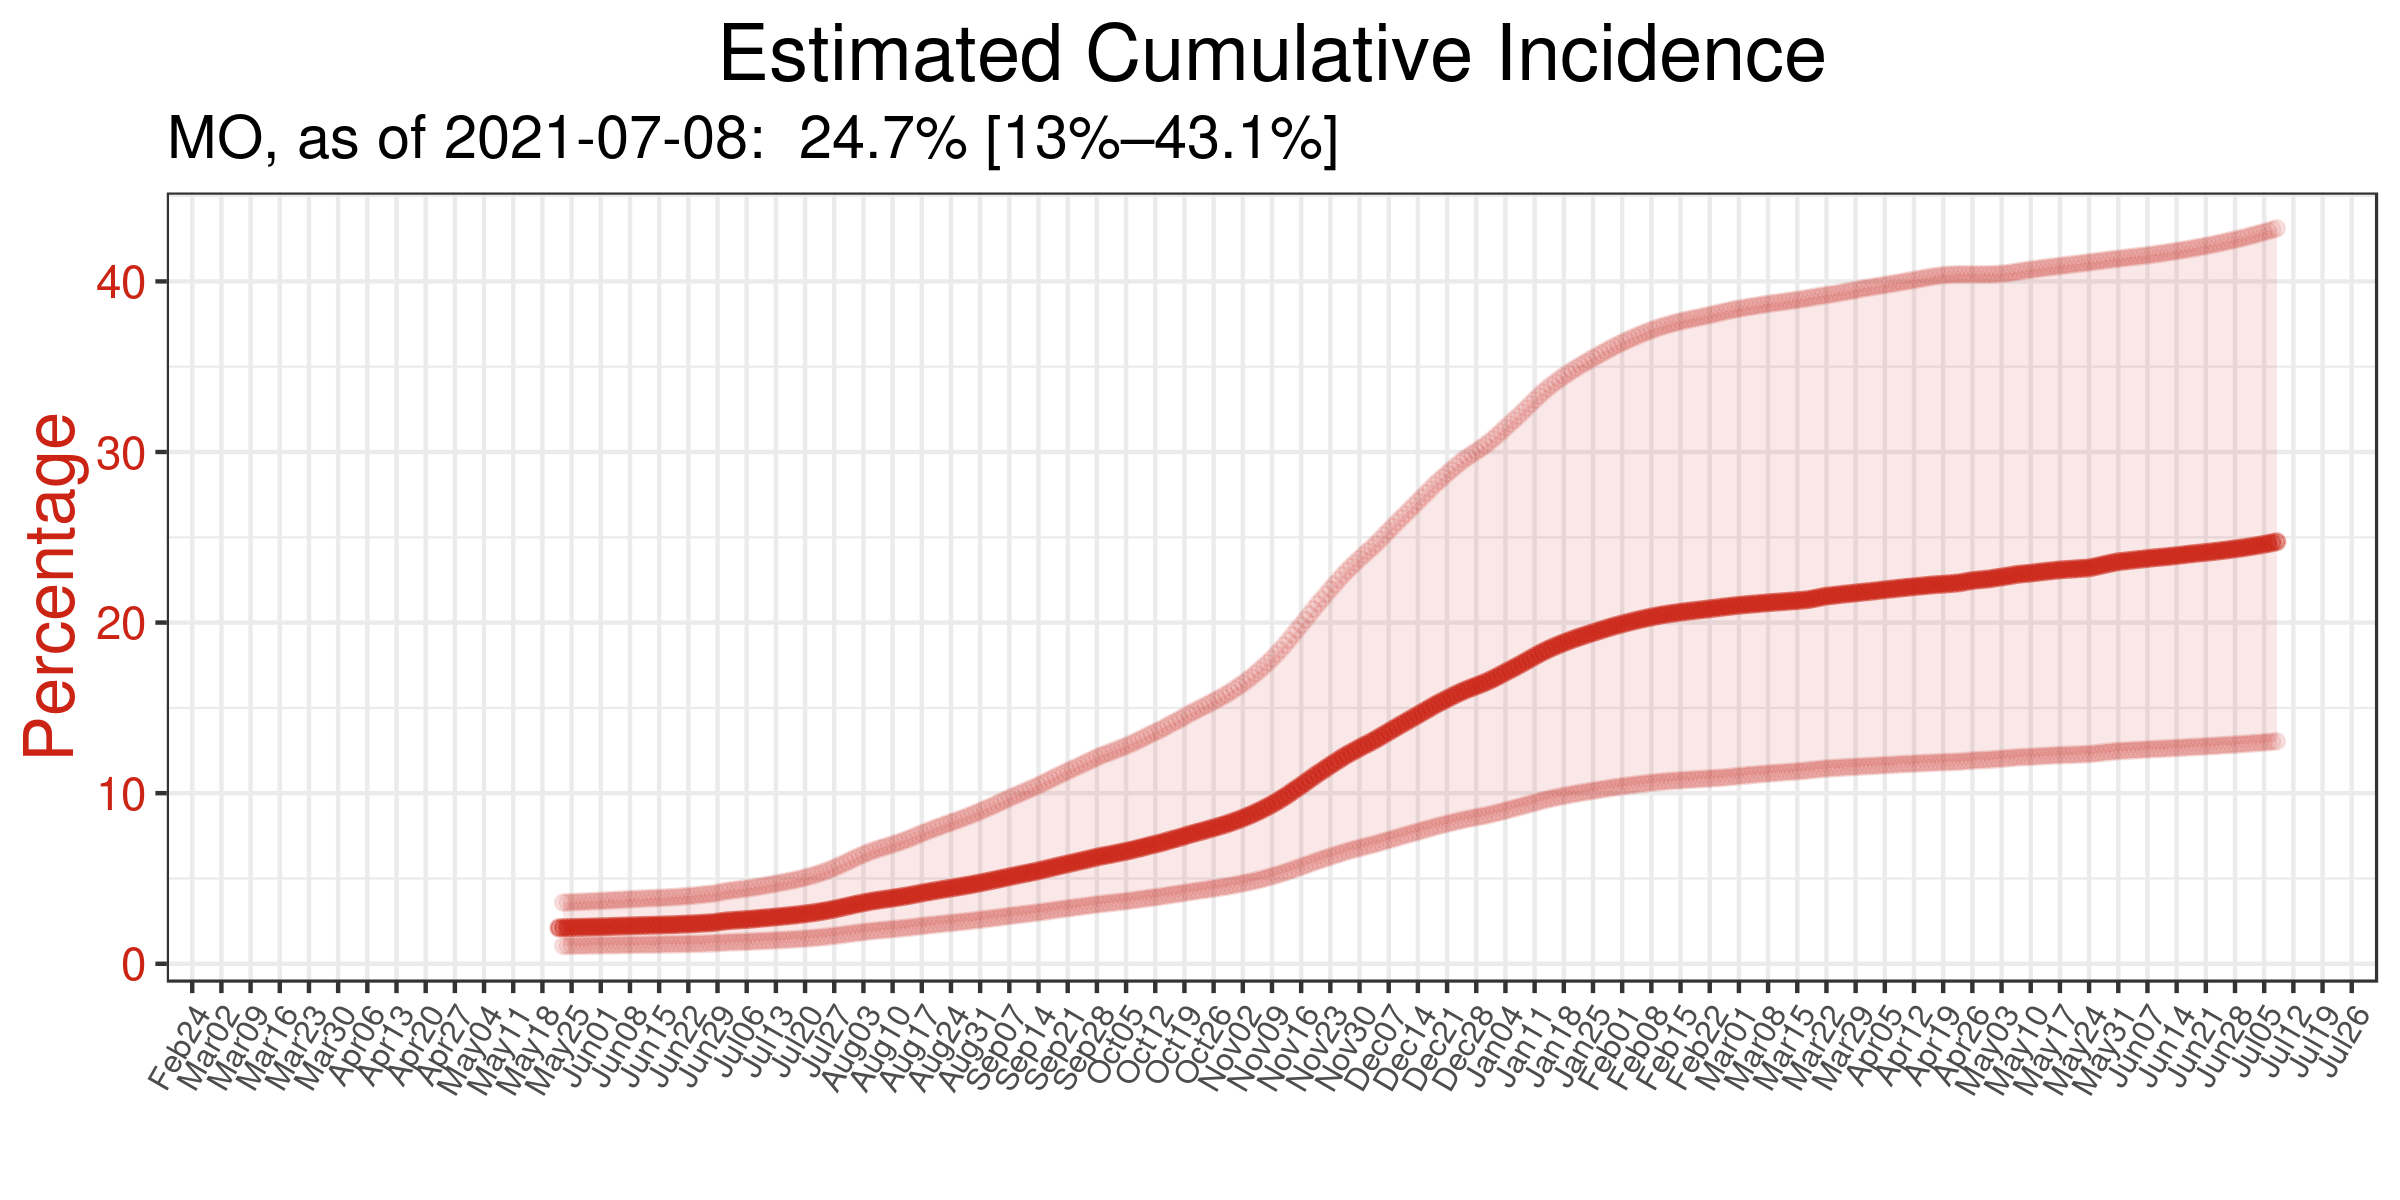 Estimated Cumulative Incidence
MO, as of 2021-07-08:  24.7% [13%–43.1%]
Percentage
40
30
20
10
0
Feb24
Mar02
Mar09
Mar16
Mar23
Mar30
Apr06
Apr13
Apr20
Apr27
May04
May11
May18
May25
Jun01
Jun08
Jun15
Jun22
Jun29
Jul06
Jul13
Jul20
Jul27
Aug03
Aug10
Aug17
Aug24
Aug31
Sep07
Sep14
Sep21
Sep28
Oct05
Oct12
Oct19
Oct26
Nov02
Nov09
Nov16
Nov23
Nov30
Dec07
Dec14
Dec21
Dec28
Jan04
Jan11
Jan18
Jan25
Feb01
Feb08
Feb15
Feb22
Mar01
Mar08
Mar15
Mar22
Mar29
Apr05
Apr12
Apr19
Apr26
May03
May10
May17
May24
May31
Jun07
Jun14
Jun21
Jun28
Jul05
Jul12
Jul19
Jul26